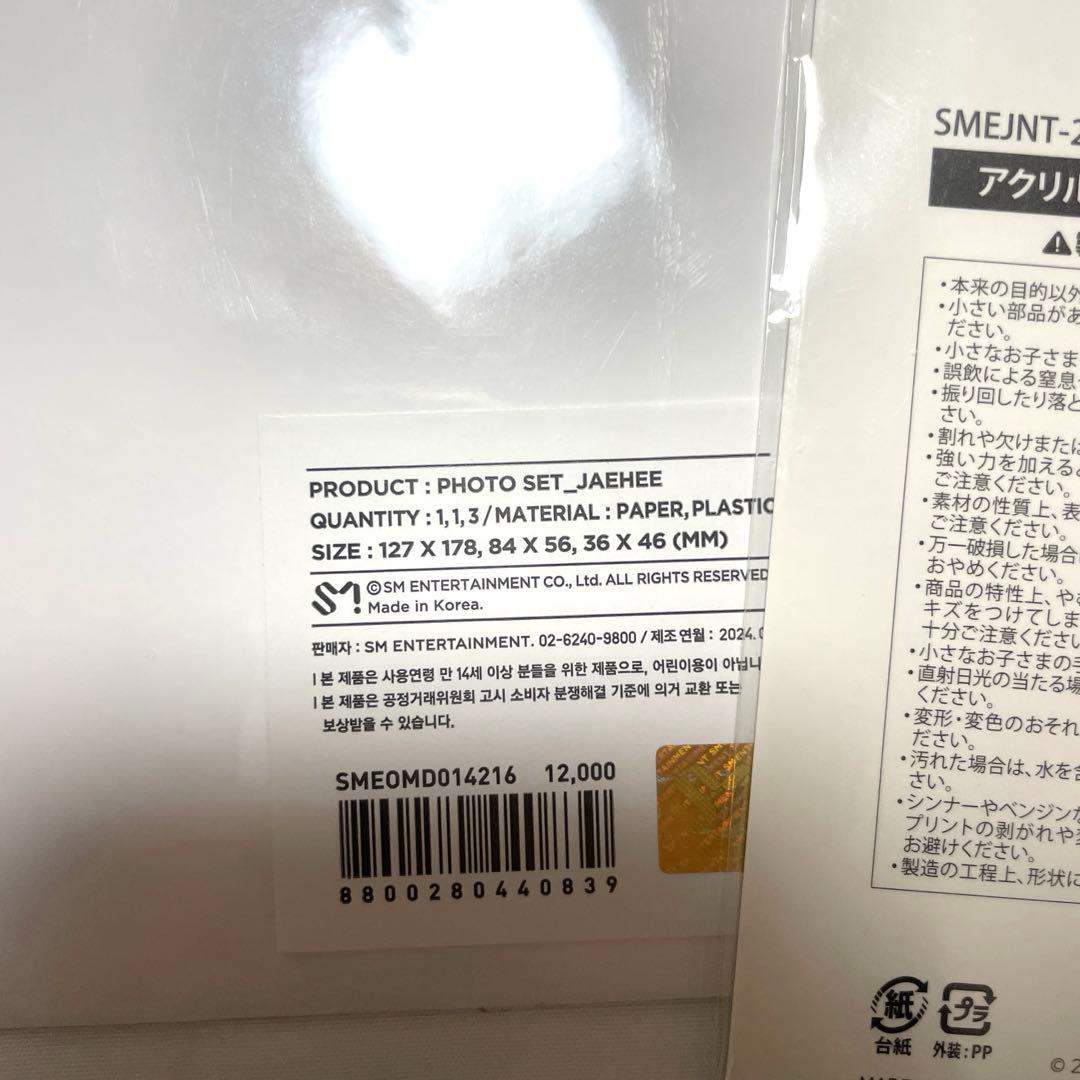 PRODUCT : PHOTO SET_JAEHEE
QUANTITY : 1, 1, 3 / MATERIAL : PAPER, PLASTIC
SIZE : 127 X 178, 84 X 56, 36 X 46 (MM)
SM! ©SM ENTERTAINMENT CO., Ltd. ALL RIGHTS RESERVED
Made in Korea.
판매자 : SM ENTERTAINMENT. 02-6240-9800 / 제조 연월 : 2024.
| 본 제품은 사용연령 만 14세 이상 분들을 위한 제품으로, 어린이용이 아닙니
| 본 제품은 공정거래위원회 고시 소비자 분쟁해결 기준에 의거 교환 또는
보상받을 수 있습니다.
SMEOMD014216 12,000
8800280440839
SMEJNT-2
アクリル
・本来の目的以外
・小さい部品があ
ださい。
・小さなお子さま
・誤飲による窒息
・振り回したり落と
さい。
・割れや欠けまたは
・強い力を加えると
ご注意ください。
・素材の性質上、表
ご注意ください。
・万一破損した場合
おやめください。
・商品の特性上、や
キズをつけてしま
十分ご注意ください
・小さなお子さまの手
・直射日光の当たる場
ください。
・変形・変色のおそれ
ださい。
・汚れた場合は、水を含
さい。
・シンナーやベンジンな
プリントの剥がれや変
お避けください。
・製造の工程上、形状に
紙
プラ
台紙
外装:PP
© 2